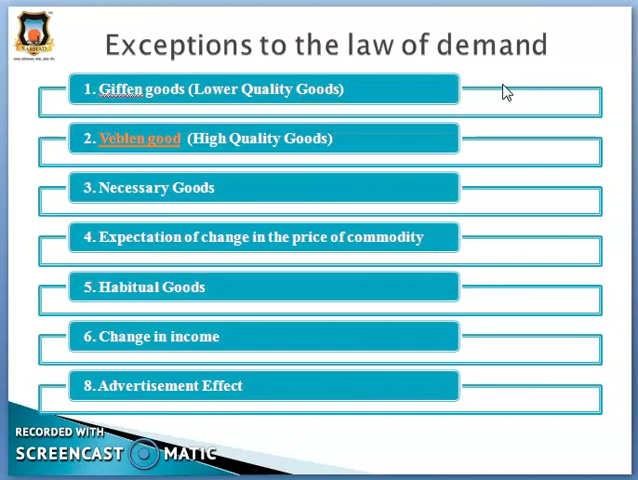 SARHAD
Exceptions to the law of demand
1. Giffen goods (Lower Quality Goods)
2. Veblen good (High Quality Goods)
3. Necessary Goods
4. Expectation of change in the price of commodity
5. Habitual Goods
6. Change in income
8. Advertisement Effect
RECORDED WITH
SCREENCAST MATIC